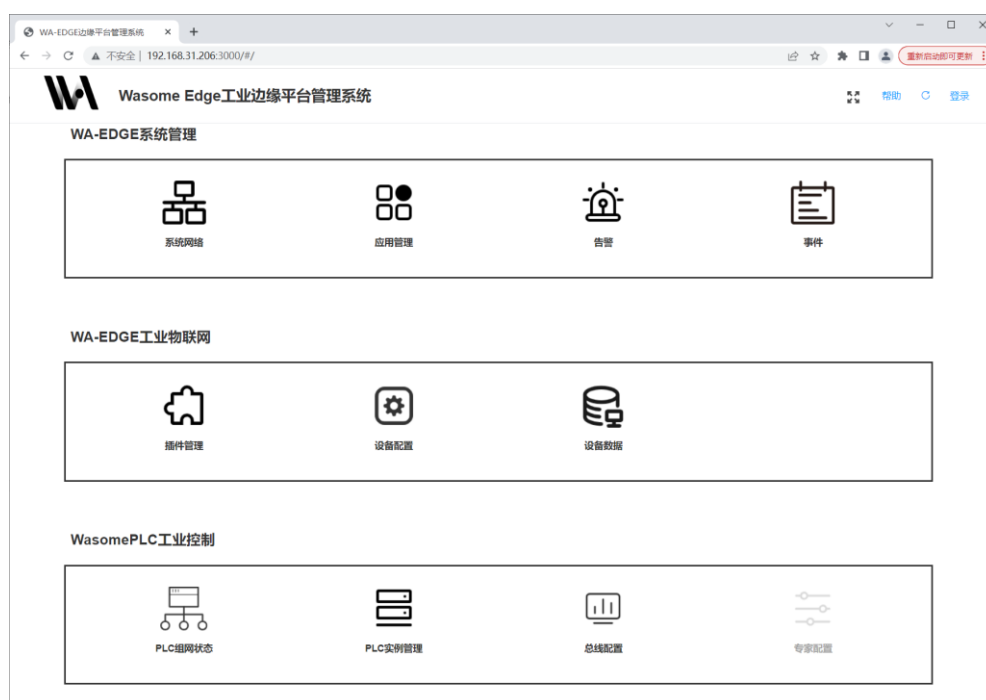 WA-EDGE边缘平台管理系统
不安全 | 192.168.31.206:3000/#/
重新启动即可更新
Wasome Edge工业边缘平台管理系统
帮助
登录
WA-EDGE系统管理
系统网络
应用管理
告警
事件
WA-EDGE工业物联网
插件管理
设备配置
设备数据
WasomePLC工业控制
PLC组网状态
PLC实例管理
总线配置
专家配置